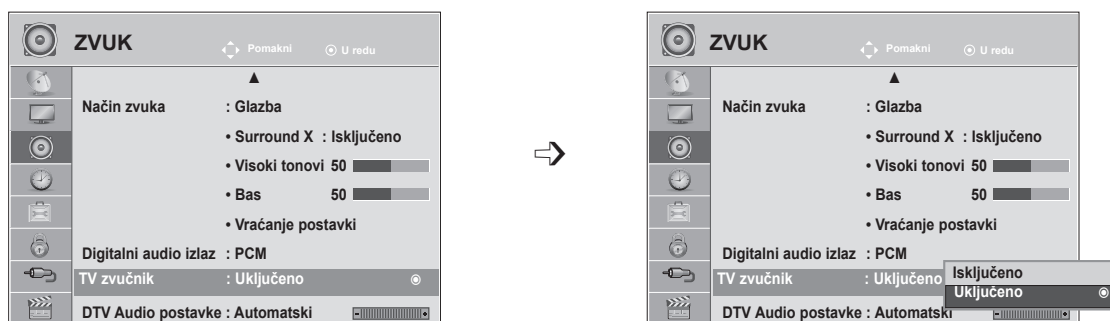 ZVUK
Pomakni
U redu
Način zvuka : Glazba
• Surround X : Isključeno
• Visoki tonovi 50
• Bas 50
• Vraćanje postavki
Digitalni audio izlaz : PCM
TV zvučnik : Uključeno
DTV Audio postavke : Automatski
ZVUK
Pomakni
U redu
Način zvuka : Glazba
• Surround X : Isključeno
• Visoki tonovi 50
• Bas 50
• Vraćanje postavki
Digitalni audio izlaz : PCM
TV zvučnik : Uključeno
Isključeno
Uključeno
DTV Audio postavke : Automatski